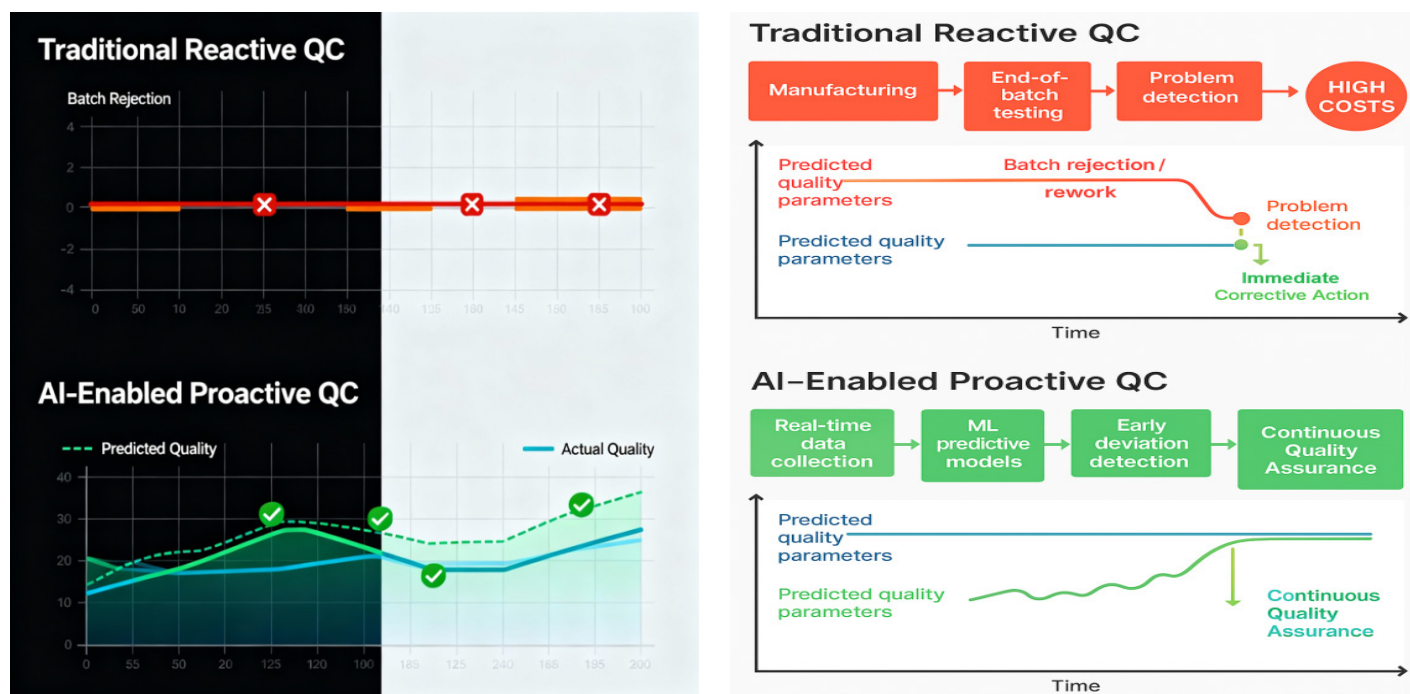 Traditional Reactive QC
Batch Rejection
4
2
0
-2
-4
0 50 10 20 300 140 160 145 160 185 100
AI-Enabled Proactive QC
Predicted Quality
Actual Quality
40
30
20
10
0
0 55 50 20 125 120 100 185 125 240 195 200
Traditional Reactive QC
Manufacturing
End-of-
batch
testing
Problem
detection
HIGH
COSTS
Predicted
quality
parameters
Batch rejection /
rework
Problem
detection
Predicted quality
parameters
Immediate
Corrective Action
Time
AI–Enabled Proactive QC
Real-time
data
collection
ML
predictive
models
Early
deviation
detection
Continuous
Quality
Assurance
Predicted
quality
parameters
Predicted quality
parameters
Continuous
Quality
Assurance
Time